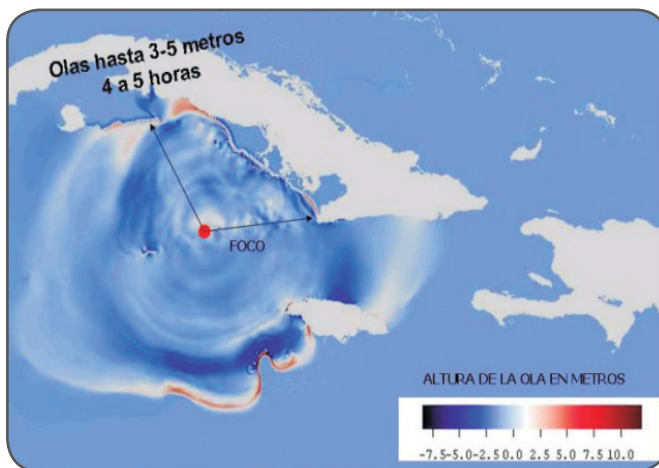 Olas hasta 3-5 metros
4 a 5 horas
FOCO
ALTURA DE LA OLA EN METROS
-7.5 -5.0 -2.5 0.0 2.5 5.0 7.5 10.0